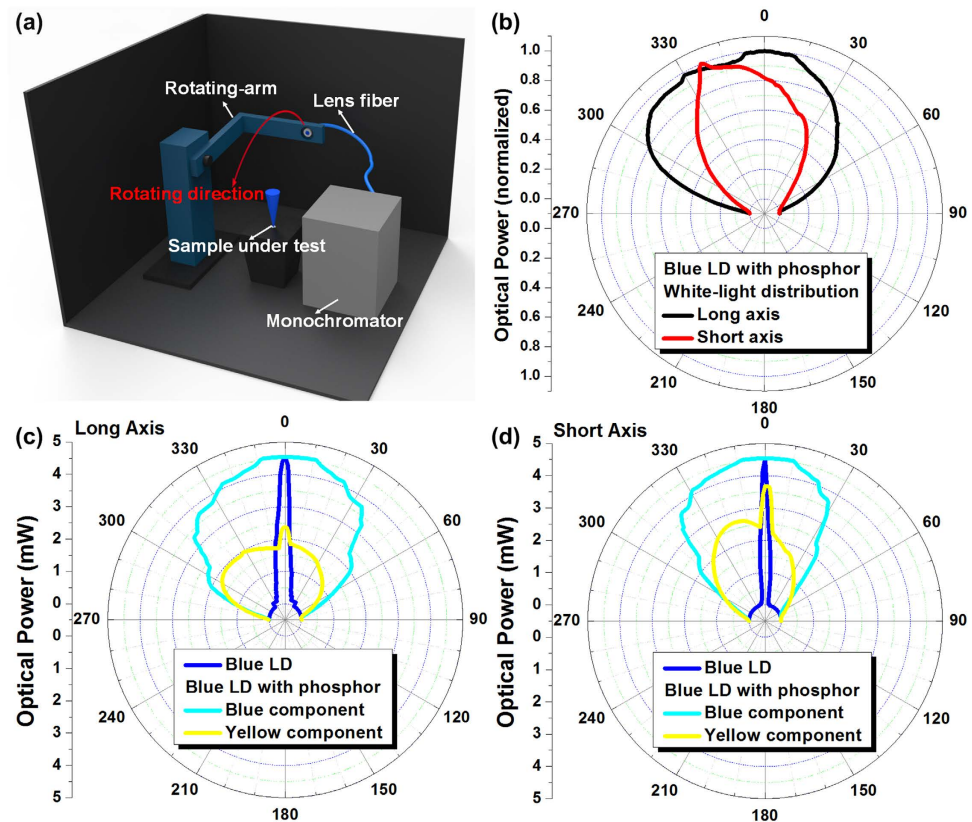 (a)
Rotating-arm
Lens fiber
Rotating direction
Sample under test
Monochromator
(b)
0
30
60
90
120
150
180
210
240
270
300
330
1.0
0.8
0.6
0.4
0.2
0.0
0.0
0.2
0.4
0.6
0.8
1.0
Optical Power (normalized)
Blue LD with phosphor
White-light distribution
Long axis
Short axis
(c)
Long Axis
0
30
60
90
120
150
180
210
240
270
300
330
5
4
3
2
1
0
0
1
2
3
4
5
Optical Power (mW)
Blue LD
Blue LD with phosphor
Blue component
Yellow component
(d)
Short Axis
0
30
60
90
120
150
180
210
240
270
300
330
5
4
3
2
1
0
0
1
2
3
4
5
Optical Power (mW)
Blue LD
Blue LD with phosphor
Blue component
Yellow component